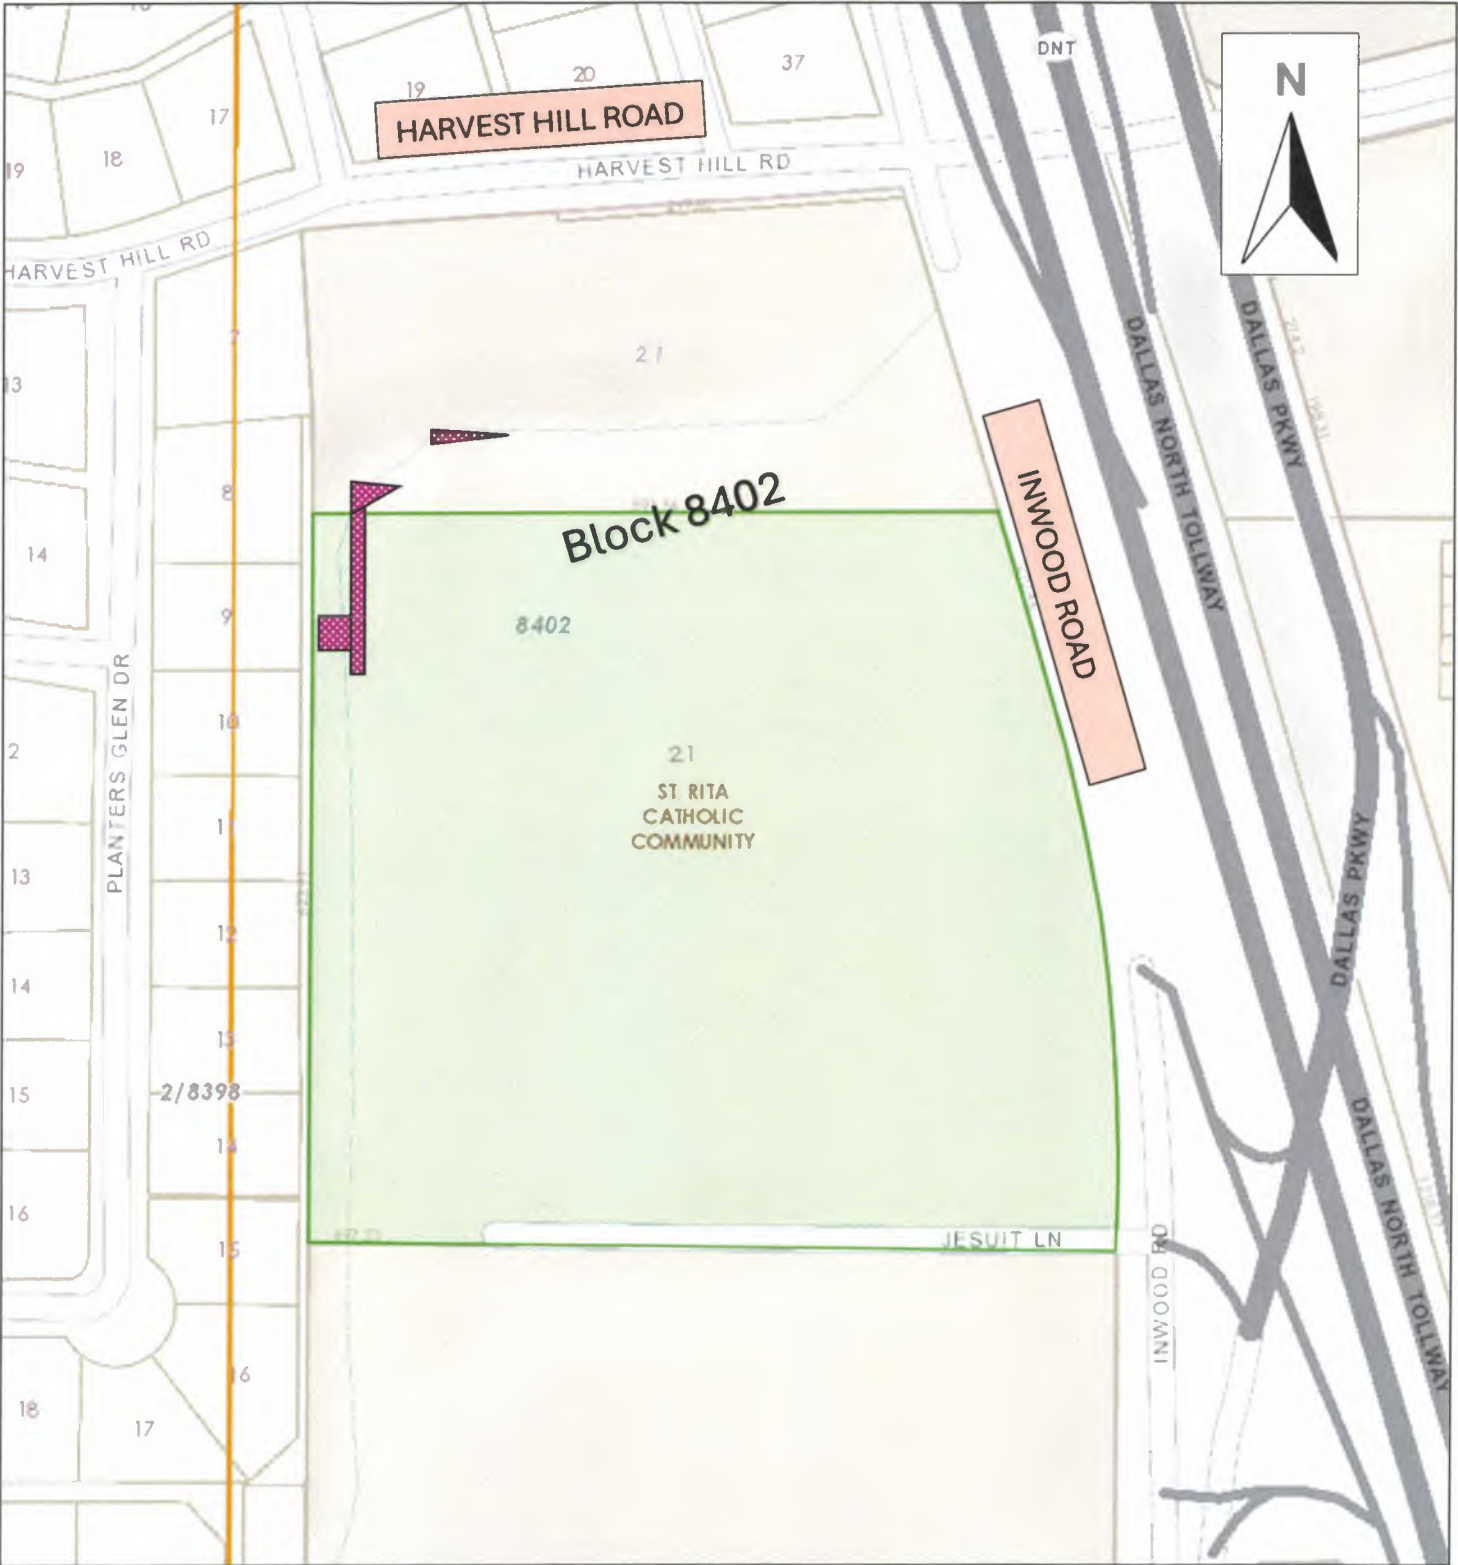 DNT
N
19
20
37
17
HARVEST HILL ROAD
18
19
HARVEST HILL RD
HARVEST HILL RD
7
21
13
DALLAS NORTH TOLLWAY
DALLAS PKWY
8
Block 8402
INWOOD ROAD
14
9
8402
PLANTERS GLEN DR
10
2
21
ST RITA
CATHOLIC
COMMUNITY
11
13
DALLAS PKWY
12
14
13
15
2/8398
14
DALLAS NORTH TOLLWAY
16
15
JESUIT LN
INWOOD RD
16
18
17